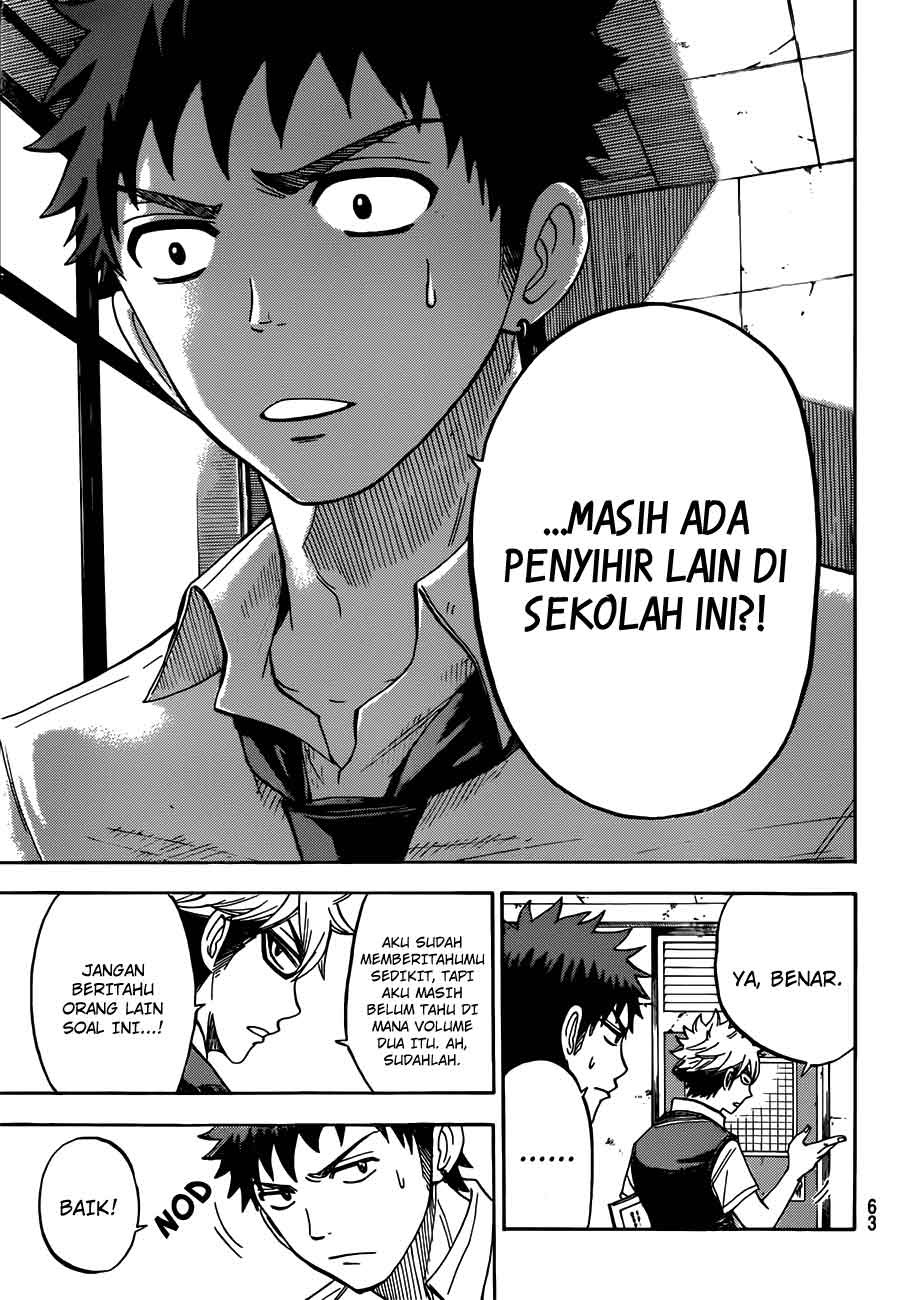 ...MASIH ADA
PENYIHIR LAIN DI
SEKOLAH INI?!
YA, BENAR.
......
AKU SUDAH
MEMBERITAHUMU
SEDIKIT, TAPI
AKU MASIH
BELUM TAHU DI
MANA VOLUME
DUA ITU. AH,
SUDAHLAH.
JANGAN
BERITAHU
ORANG LAIN
SOAL INI...!
NOD
BAIK!
63